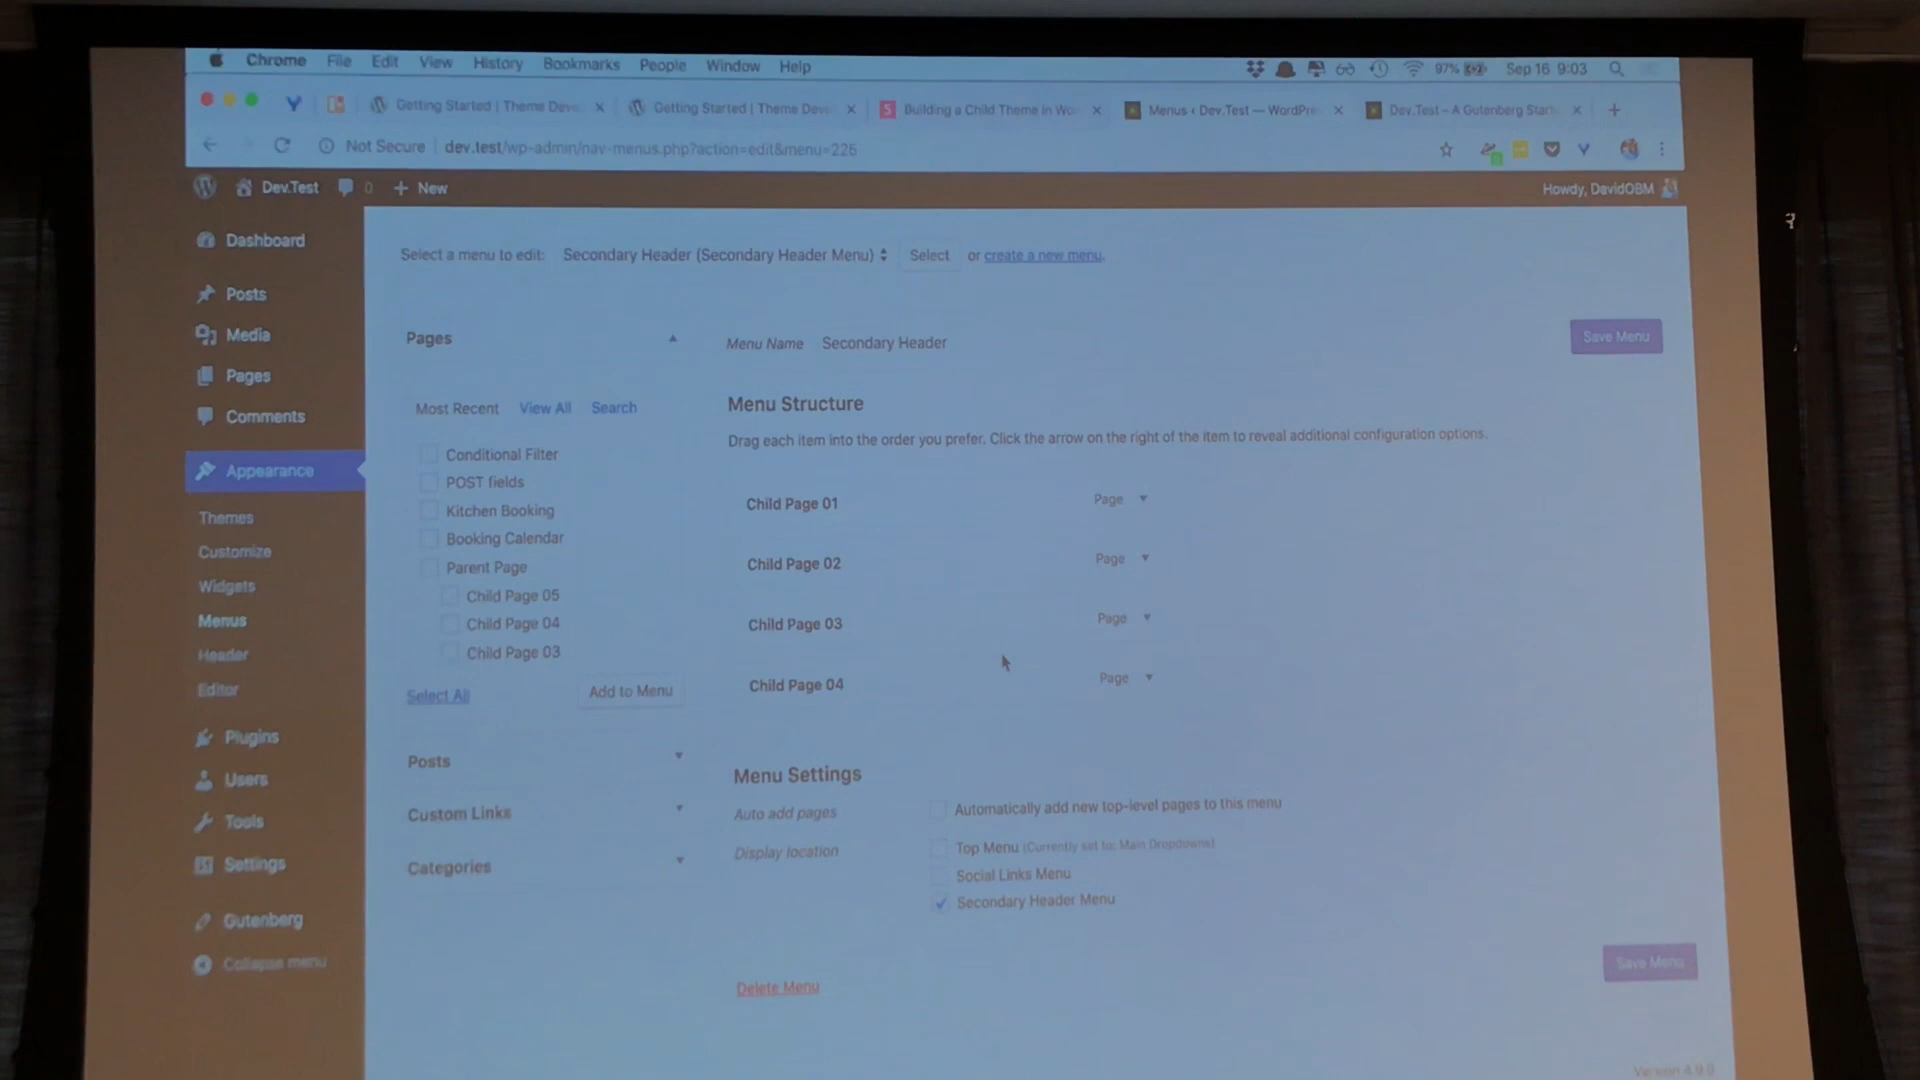 Chrome File Edit View History Bookmarks People Window Help 97% Sep 16 9:03
Getting Started | Theme Deve Getting Started | Theme Deve Building a Child Theme in Wo Menus ‹ Dev.Test — WordPre Dev.Test – A Gutenberg Start
Not Secure | dev.test/wp-admin/nav-menus.php?action=edit&menu=226
Dev.Test 0 + New Howdy, DavidOBM
Dashboard
Posts
Media
Pages
Comments
Appearance
Themes
Customize
Widgets
Menus
Header
Editor
Plugins
Users
Tools
Settings
Gutenberg
Collapse menu
Select a menu to edit: Secondary Header (Secondary Header Menu) Select or create a new menu.
Pages
Most Recent View All Search
Conditional Filter
POST fields
Kitchen Booking
Booking Calendar
Parent Page
Child Page 05
Child Page 04
Child Page 03
Select All Add to Menu
Posts
Custom Links
Categories
Menu Name Secondary Header
Save Menu
Menu Structure
Drag each item into the order you prefer. Click the arrow on the right of the item to reveal additional configuration options.
Child Page 01 Page
Child Page 02 Page
Child Page 03 Page
Child Page 04 Page
Menu Settings
Auto add pages Automatically add new top-level pages to this menu
Display location Top Menu (Currently set to: Main Dropdowns)
Social Links Menu
Secondary Header Menu
Save Menu
Delete Menu
Version